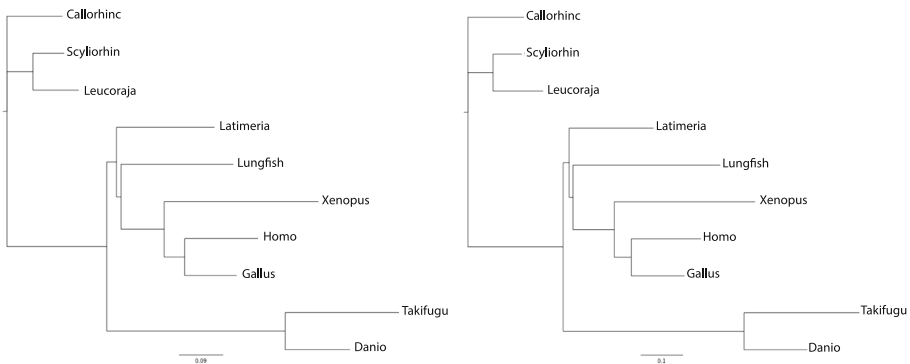 Callorhinc
Scyliorhin
Leucoraja
Latimeria
Lungfish
Xenopus
Homo
Gallus
Takifugu
Danio
0.09
Callorhinc
Scyliorhin
Leucoraja
Latimeria
Lungfish
Xenopus
Homo
Gallus
Takifugu
Danio
0.1